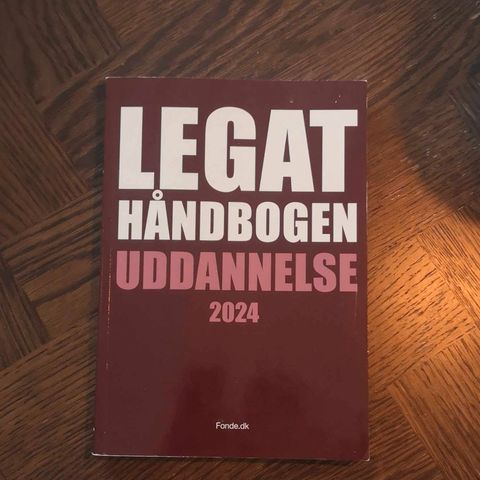 LEGAT
HÅNDBOGEN
UDDANNELSE
2024
Fonde.dk